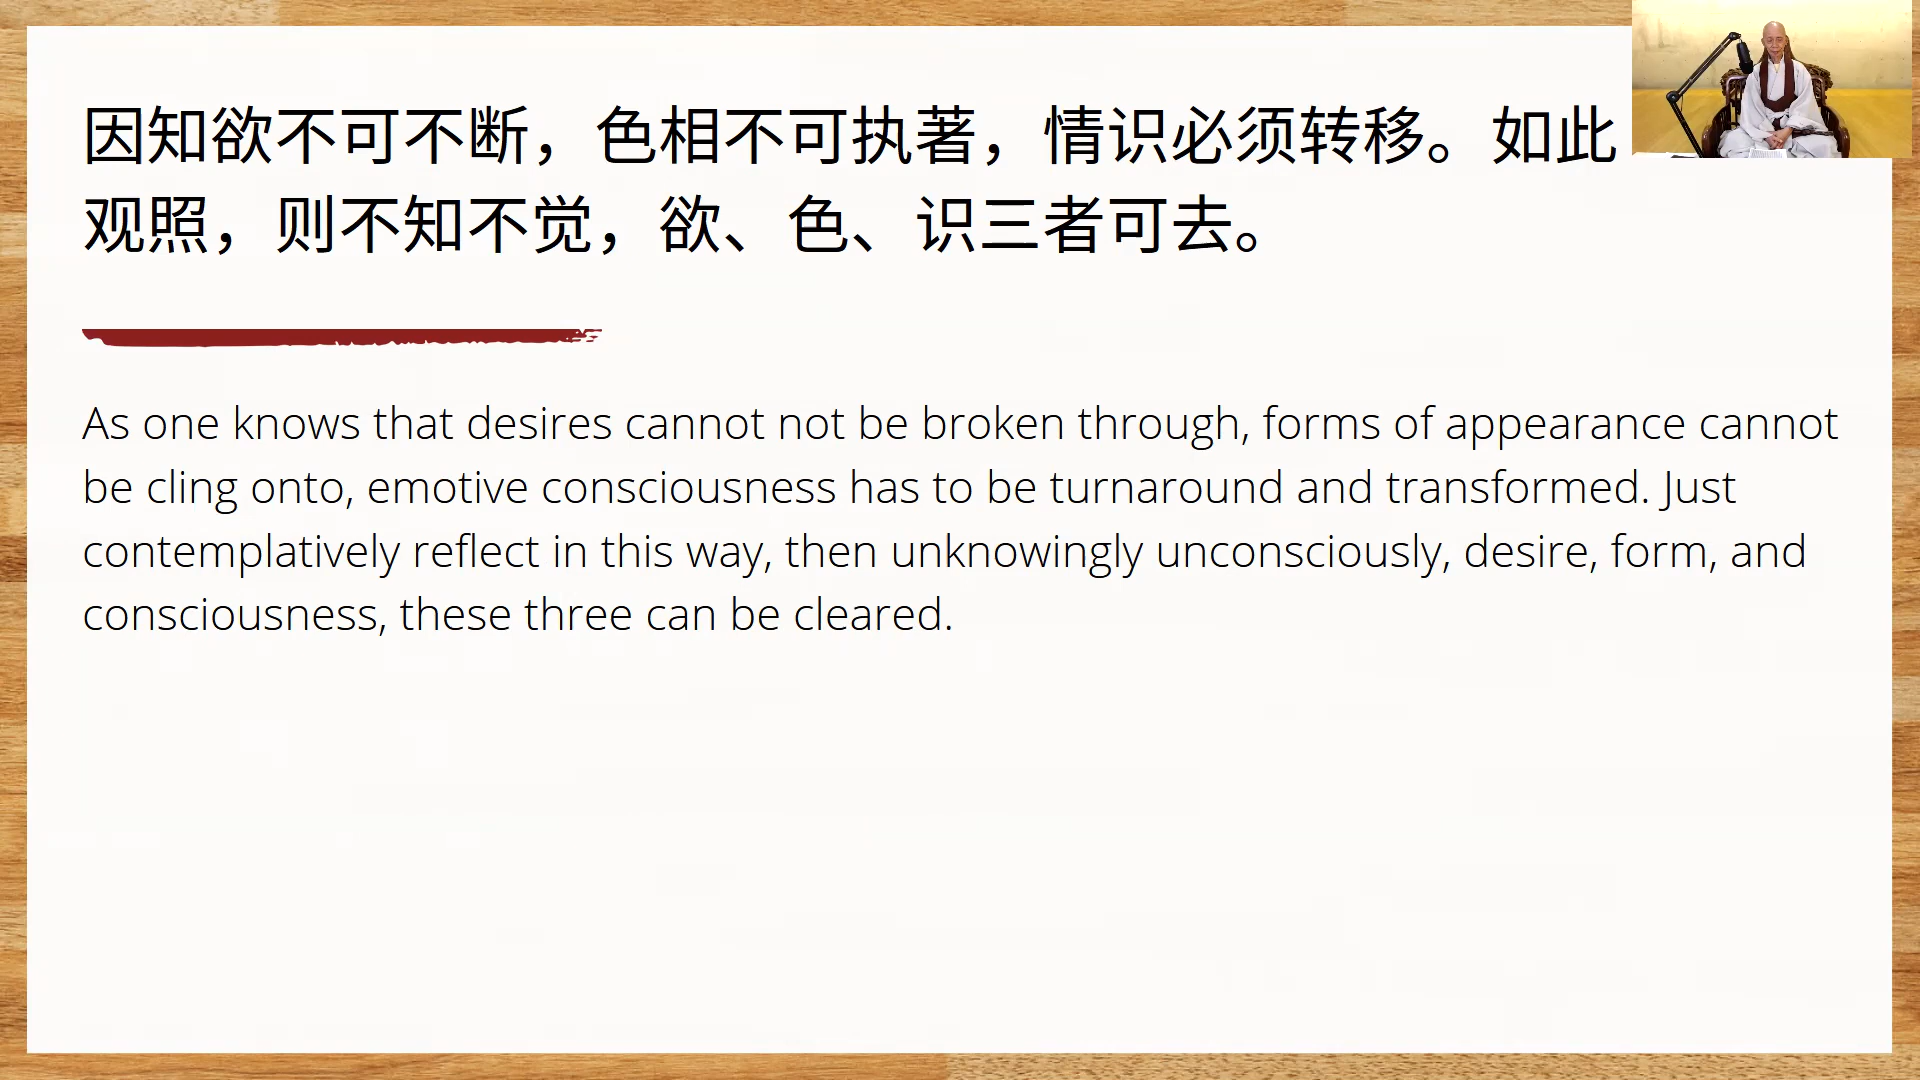 因知欲不可不断，色相不可执著，情识必须转移。如此
观照，则不知不觉，欲、色、识三者可去。
As one knows that desires cannot not be broken through, forms of appearance cannot
be cling onto, emotive consciousness has to be turnaround and transformed. Just
contemplatively reflect in this way, then unknowingly unconsciously, desire, form, and
consciousness, these three can be cleared.